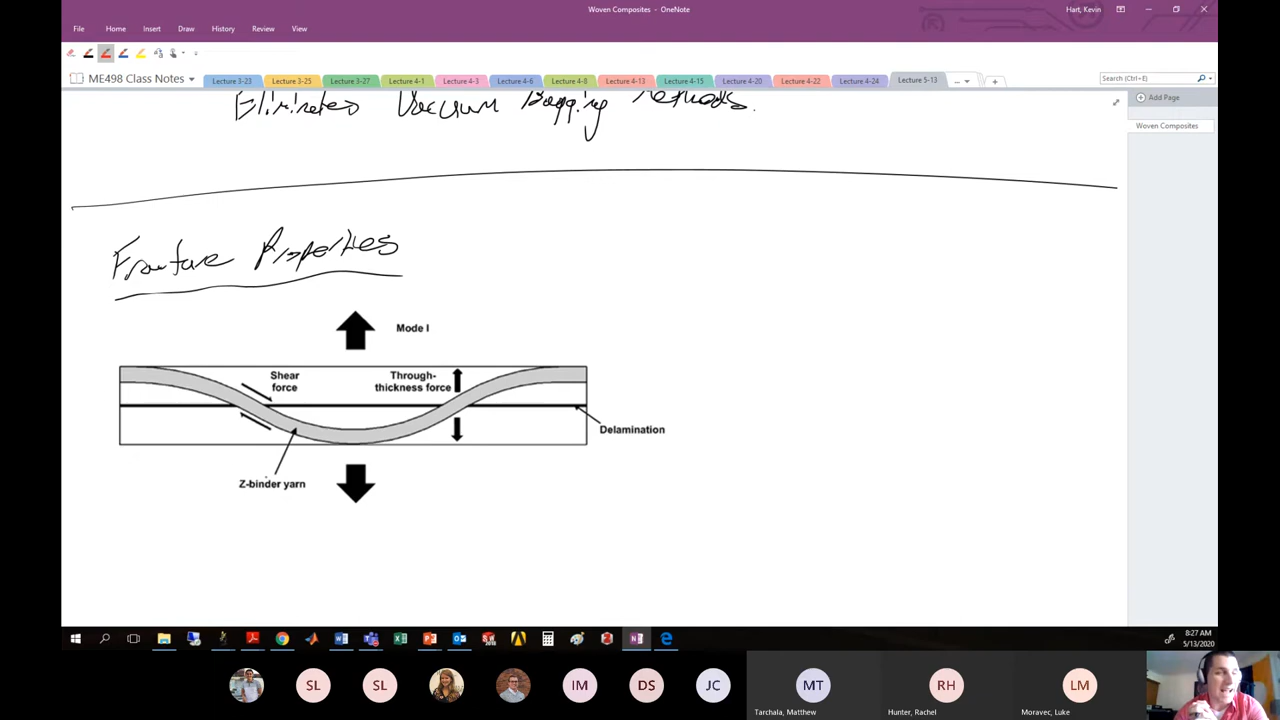 Woven Composites - OneNote
Hart, Kevin
File Home Insert Draw History Review View
ME498 Class Notes
Lecture 3-23 Lecture 3-25 Lecture 3-27 Lecture 4-1 Lecture 4-3 Lecture 4-6 Lecture 4-8 Lecture 4-13 Lecture 4-15 Lecture 4-20 Lecture 4-22 Lecture 4-24 Lecture 5-13 ...
Search (Ctrl+E)
Add Page
Woven Composites
Eliminates Vacuum Bagging Methods.
Fracture Properties
Mode I
Shear
force
Through-
thickness force
Delamination
Z-binder yarn
8:27 AM
5/13/2020
SL SL IM DS JC MT RH LM
Tarchala, Matthew Hunter, Rachel Moravec, Luke